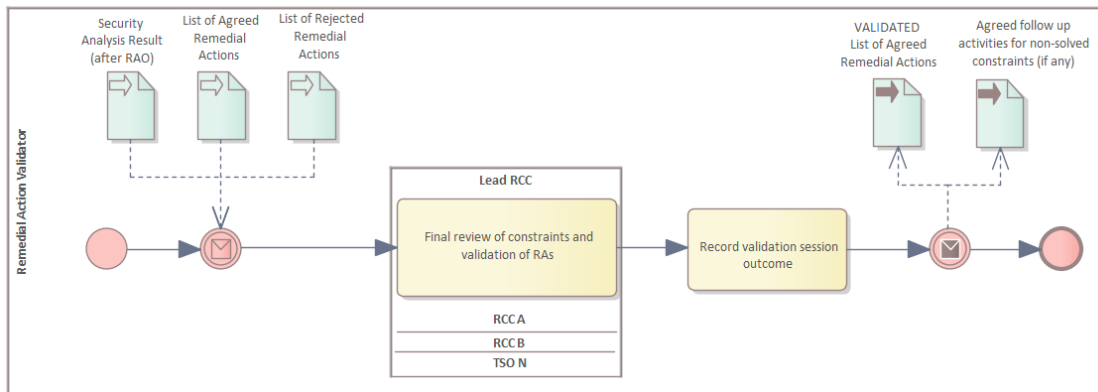 Security
Analysis Result
(after RAO)
List of Agreed
Remedial
Actions
List of Rejected
Remedial
Actions
VALIDATED
List of Agreed
Remedial Actions
Agreed follow up
activities for non-solved
constraints (if any)
Remedial Action Validator
Lead RCC
Final review of constraints and
validation of RAs
RCC A
RCC B
TSO N
Record validation session
outcome